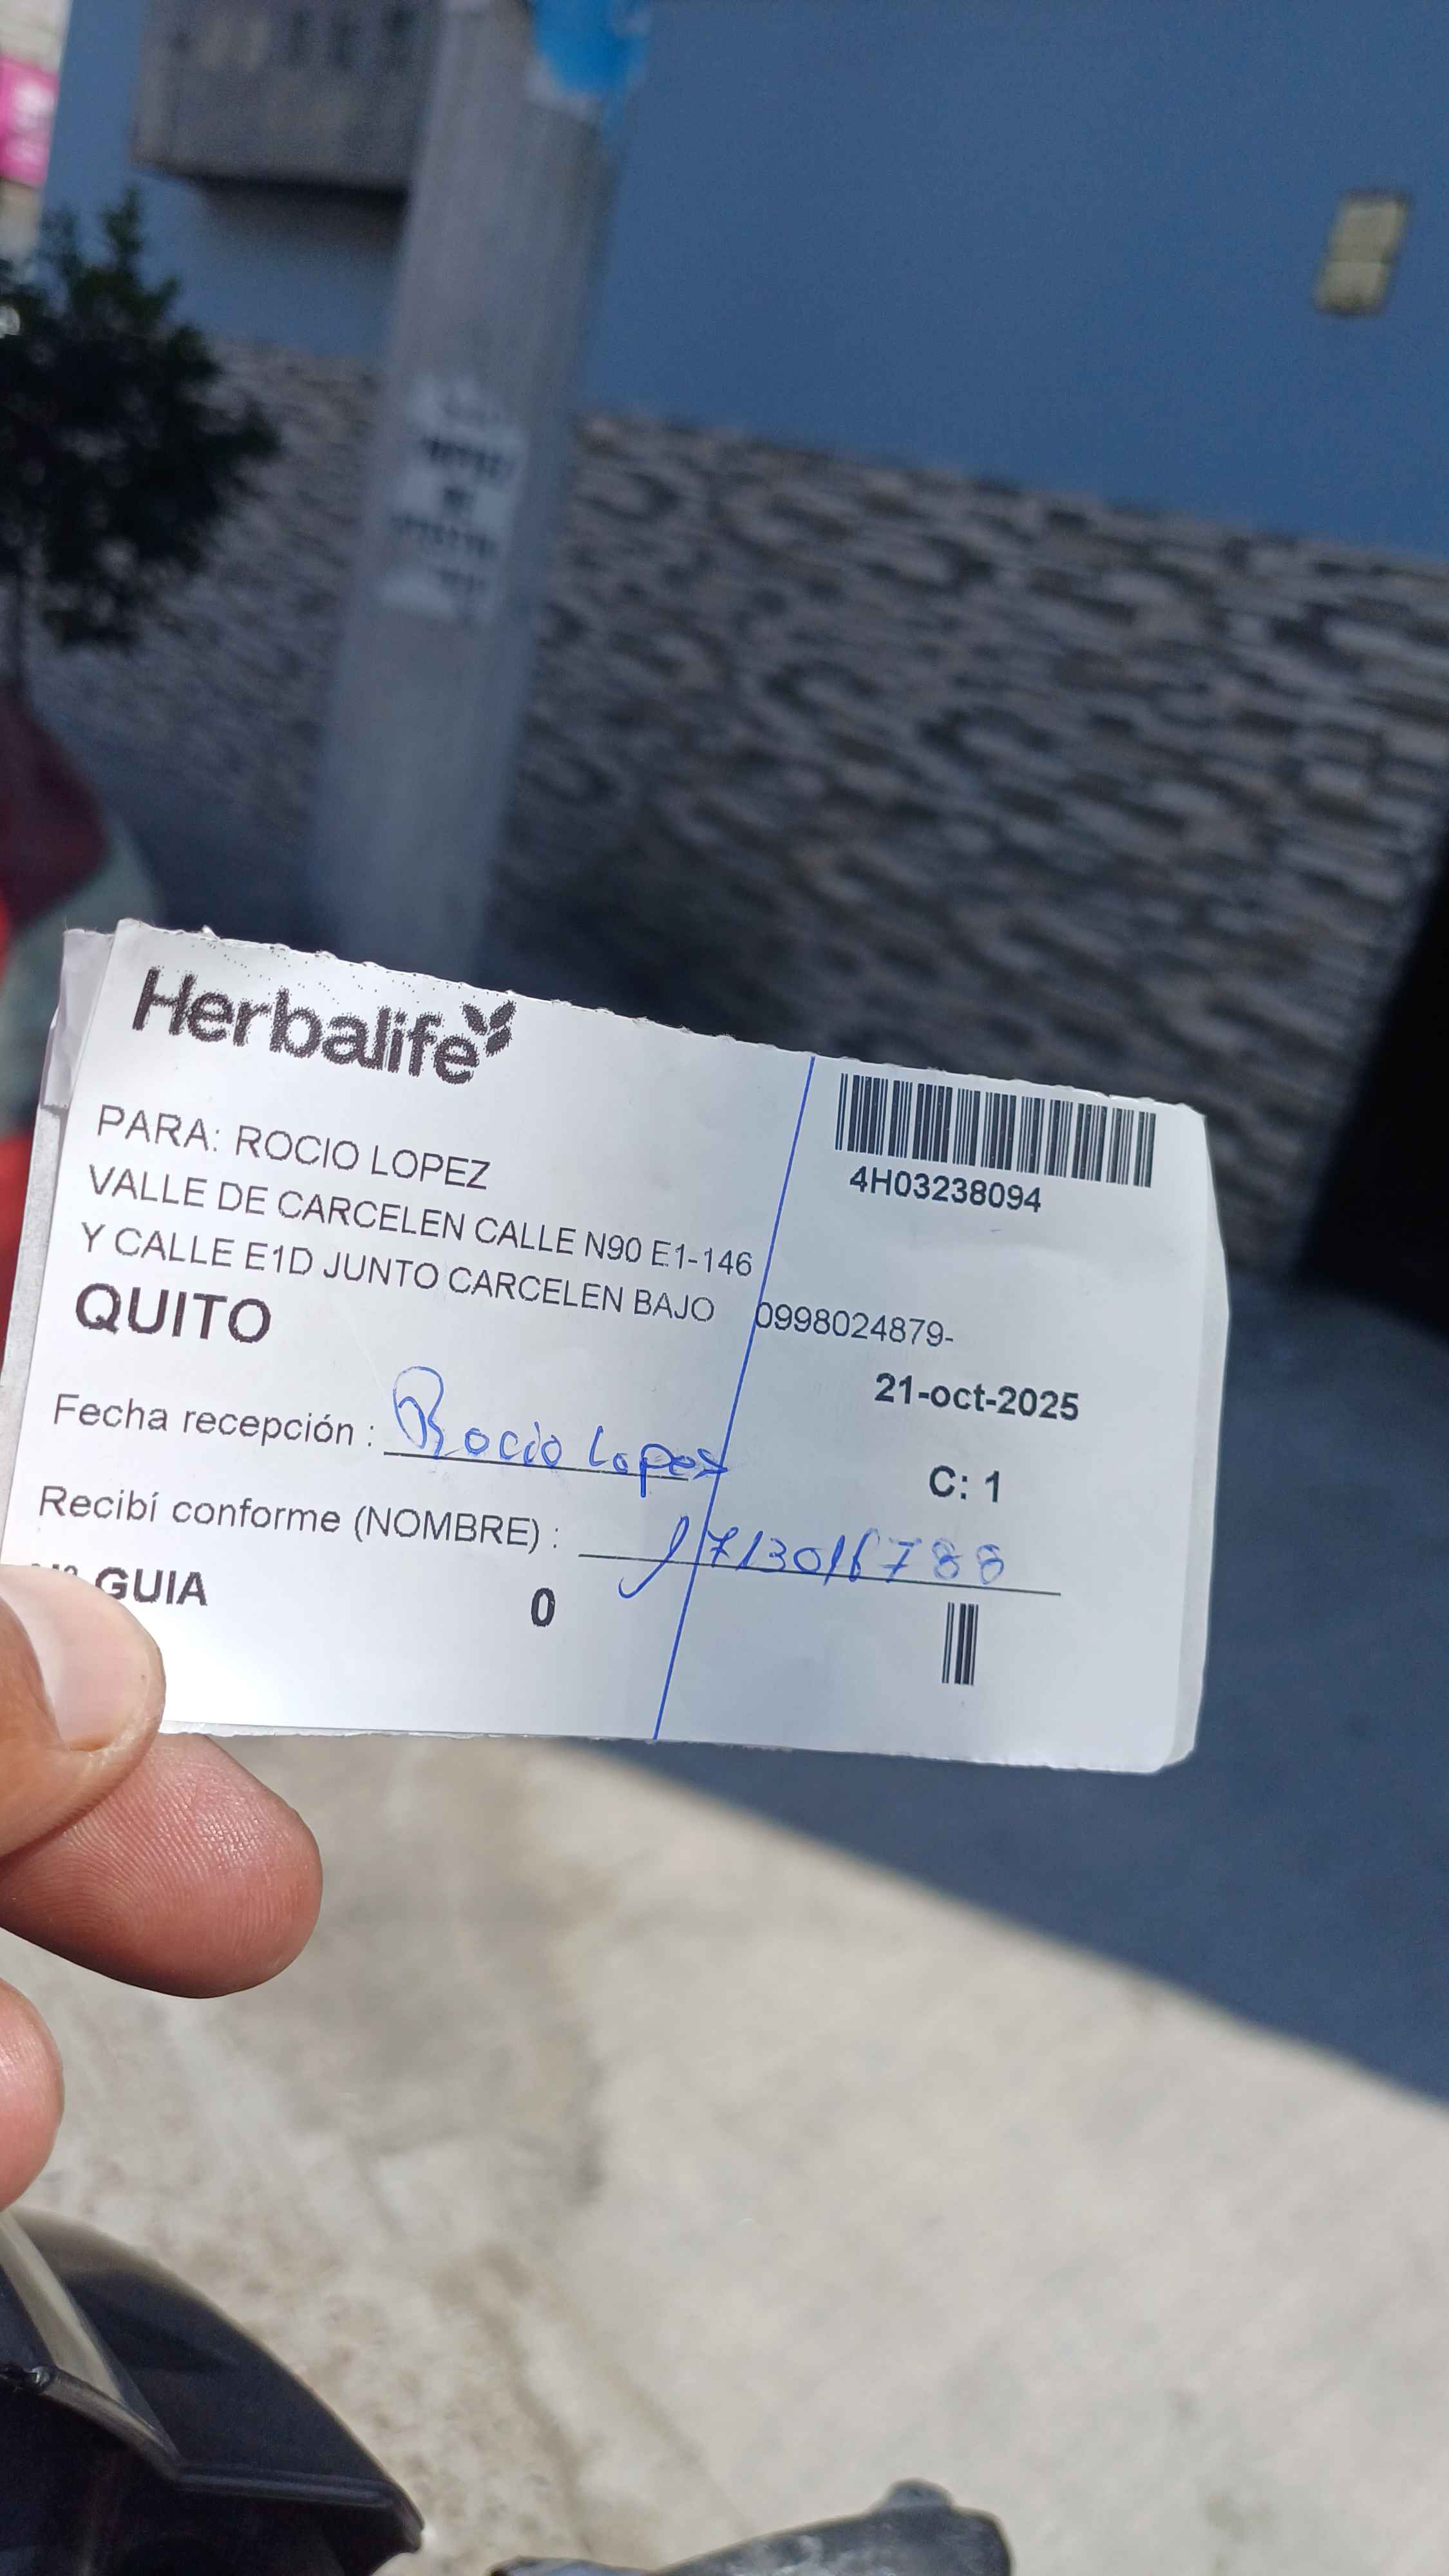 Herbalife
4H03238094
PARA: ROCIO LOPEZ
VALLE DE CARCELEN CALLE N90 E1-146
Y CALLE E1D JUNTO CARCELEN BAJO 0998024879-
QUITO
21-oct-2025
Fecha recepción : Rocio Lopez
C: 1
Recibí conforme (NOMBRE) : 1713016788
GUIA 0